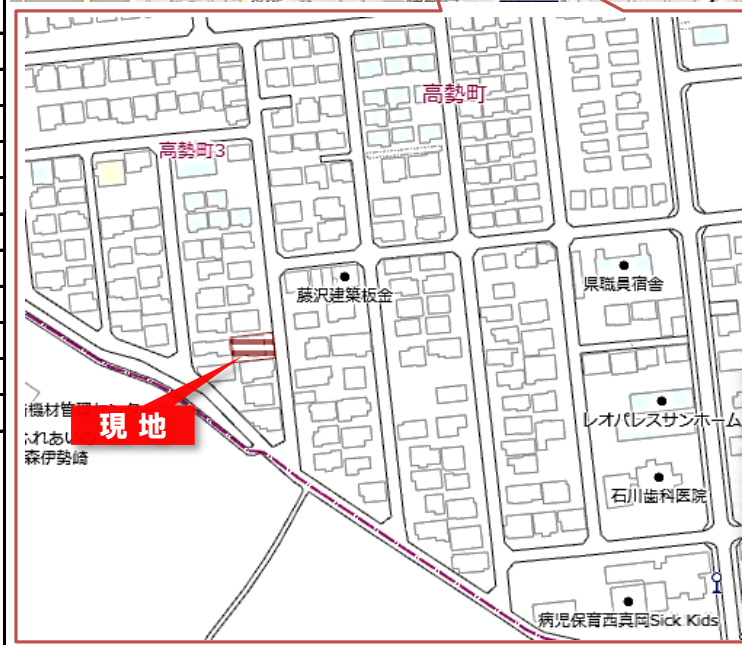 高勢町
高勢町3
藤沢建築板金
県職員宿舎
現地
森伊勢崎
レオパレスサンホーム
石川歯科医院
病児保育西真岡Sick Kids